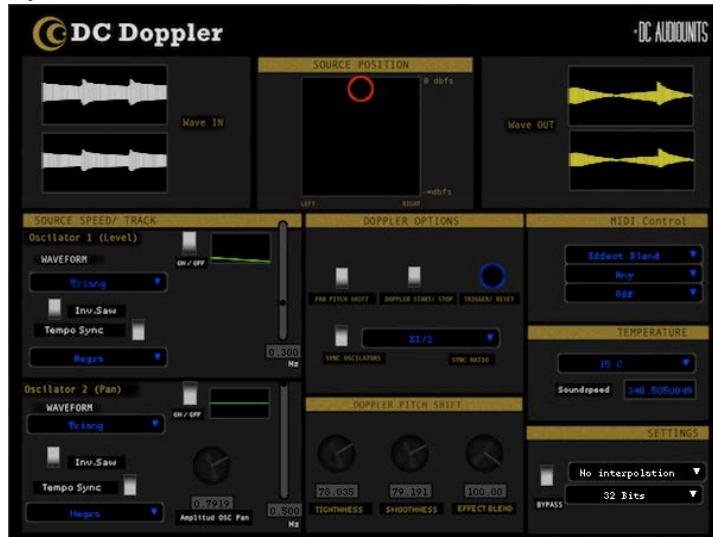 DC Doppler
DC AUDIOUNITS
SOURCE POSITION
0 dbfs
Wave IN
Wave OUT
-∞dbfs
LEFT
RIGHT
SOURCE SPEED/ TRACK
Oscilator 1 (Level)
WAVEFORM
ON/OFF
Triang
Inv.Saw
Tempo Sync
Negra
0.300
Hz
DOPPLER OPTIONS
PAN PITCH SHIFT
DOPPLER START/ STOP
TRIGGER/ RESET
X1/2
SYNC OSCILATORS
SYNC RATIO
MIDI Control
Effect Blend
Any
Off
TEMPERATURE
15 C
Soundspeed
340.5050049
Oscilator 2 (Pan)
WAVEFORM
ON/OFF
Triang
Inv.Saw
Tempo Sync
Negra
0.7919
Amplitud OSC Pan
0.500
Hz
DOPPLER PITCH SHIFT
78.035
79.191
100.00
TIGHTHNESS
SMOOTHNESS
EFFECT BLEND
SETTINGS
No interpolation
32 Bits
BYPASS